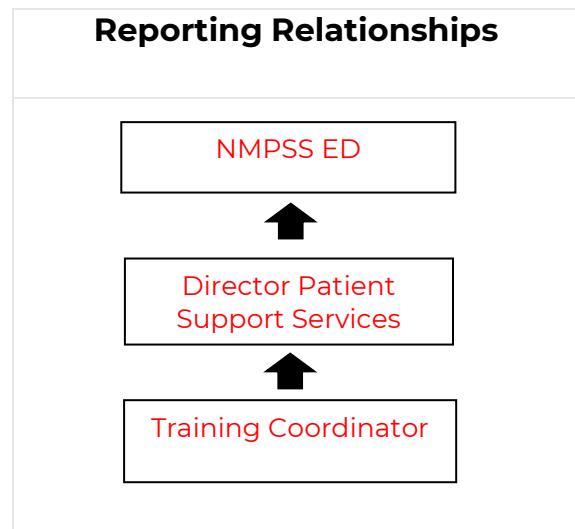 Reporting Relationships
NMPSS ED
Director Patient
Support Services
Training Coordinator